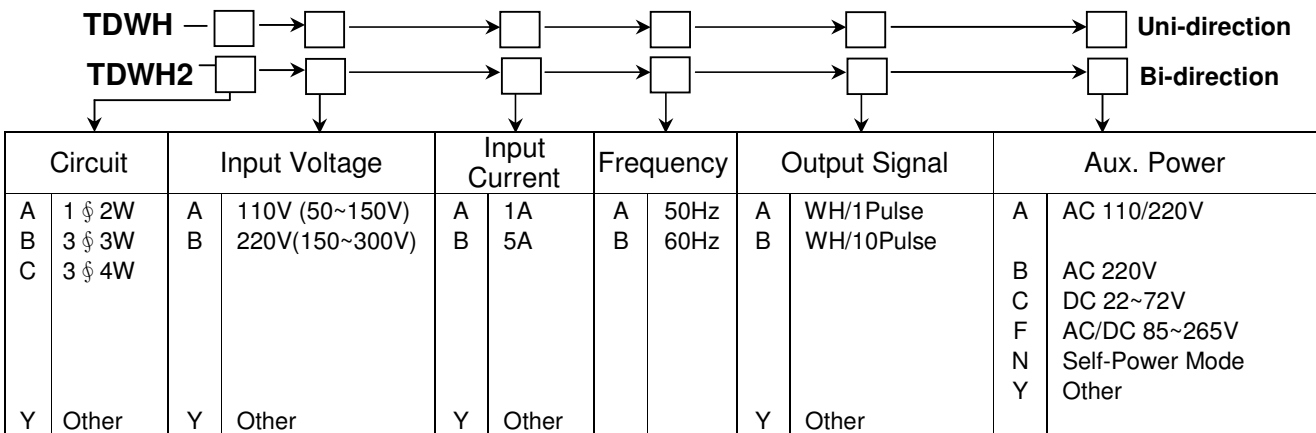 TDWH – Uni-direction
TDWH2 – Bi-direction
Circuit Input Voltage Input Current Frequency Output Signal Aux. Power
A 1 ∮ 2W A 110V (50~150V) A 1A A 50Hz A WH/1Pulse A AC 110/220V
B 3 ∮ 3W B 220V(150~300V) B 5A B 60Hz B WH/10Pulse
C 3 ∮ 4W B AC 220V
C DC 22~72V
F AC/DC 85~265V
N Self-Power Mode
Y Other
Y Other Y Other Y Other Y Other